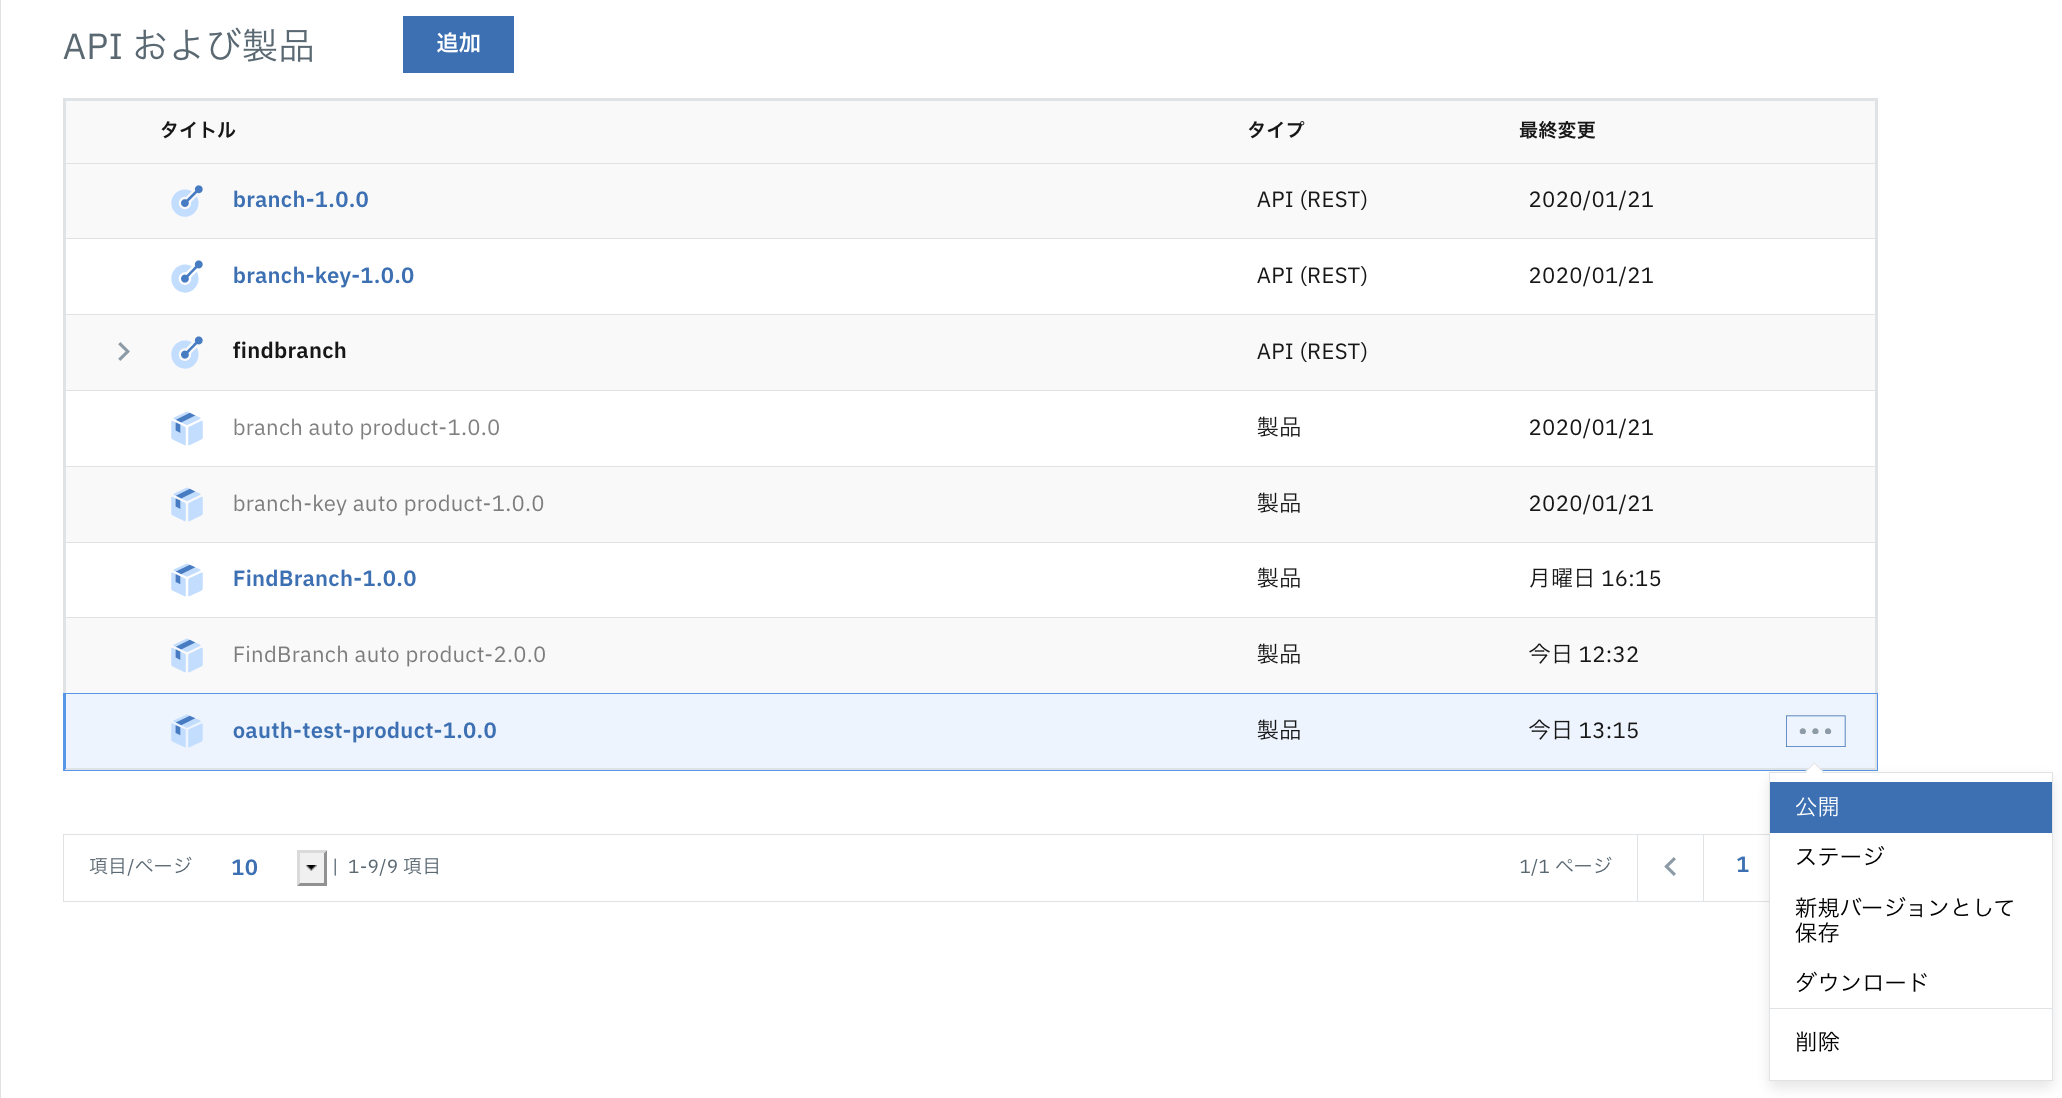 API および製品 追加
タイトル タイプ 最終変更
branch-1.0.0 API (REST) 2020/01/21
branch-key-1.0.0 API (REST) 2020/01/21
findbranch API (REST)
branch auto product-1.0.0 製品 2020/01/21
branch-key auto product-1.0.0 製品 2020/01/21
FindBranch-1.0.0 製品 月曜日 16:15
FindBranch auto product-2.0.0 製品 今日 12:32
oauth-test-product-1.0.0 製品 今日 13:15
公開
ステージ
新規バージョンとして
保存
ダウンロード
削除
項目/ページ 10 | 1-9/9 項目 1/1 ページ 1